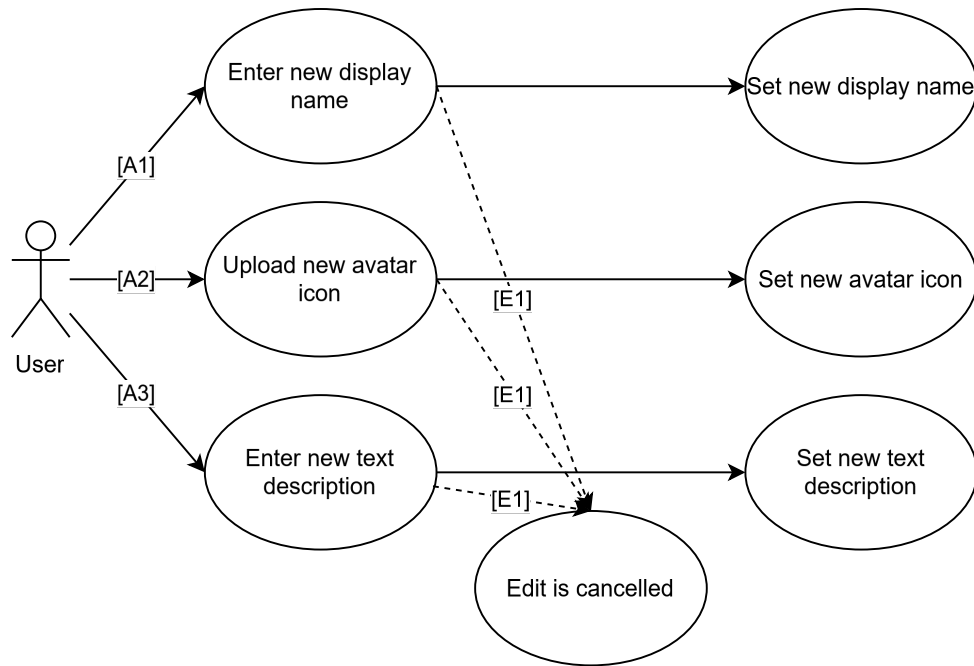 Enter new display
name
Set new display name
[A1]
Upload new avatar
icon
Set new avatar icon
[A2]
[E1]
User
[A3]
[E1]
Enter new text
description
Set new text
description
[E1]
Edit is cancelled